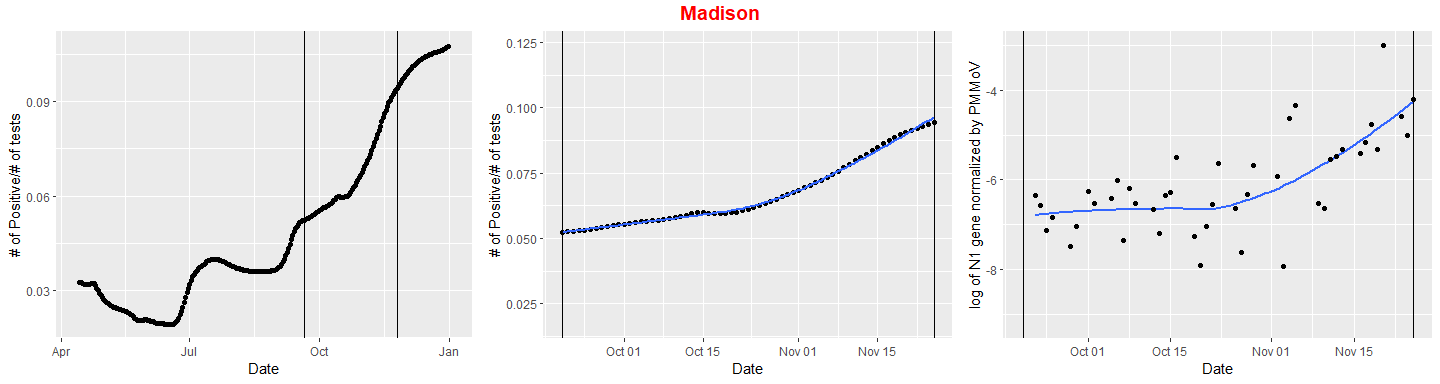 Madison
# of Positive/# of tests
0.09
0.06
0.03
Apr
Jul
Oct
Jan
Date
# of Positive/# of tests
0.125
0.100
0.075
0.050
0.025
Oct 01
Oct 15
Nov 01
Nov 15
Date
log of N1 gene normalized by PMMoV
-4
-6
-8
Oct 01
Oct 15
Nov 01
Nov 15
Date